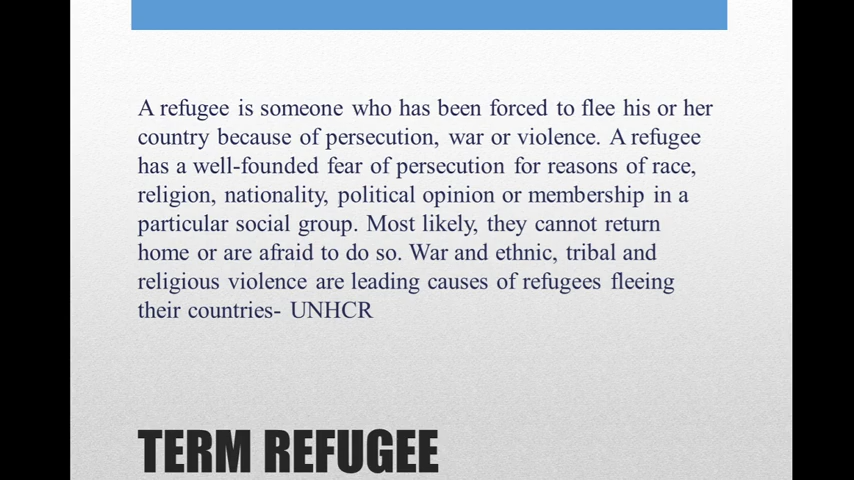 A refugee is someone who has been forced to flee his or her
country because of persecution, war or violence. A refugee
has a well-founded fear of persecution for reasons of race,
religion, nationality, political opinion or membership in a
particular social group. Most likely, they cannot return
home or are afraid to do so. War and ethnic, tribal and
religious violence are leading causes of refugees fleeing
their countries- UNHCR
TERM REFUGEE